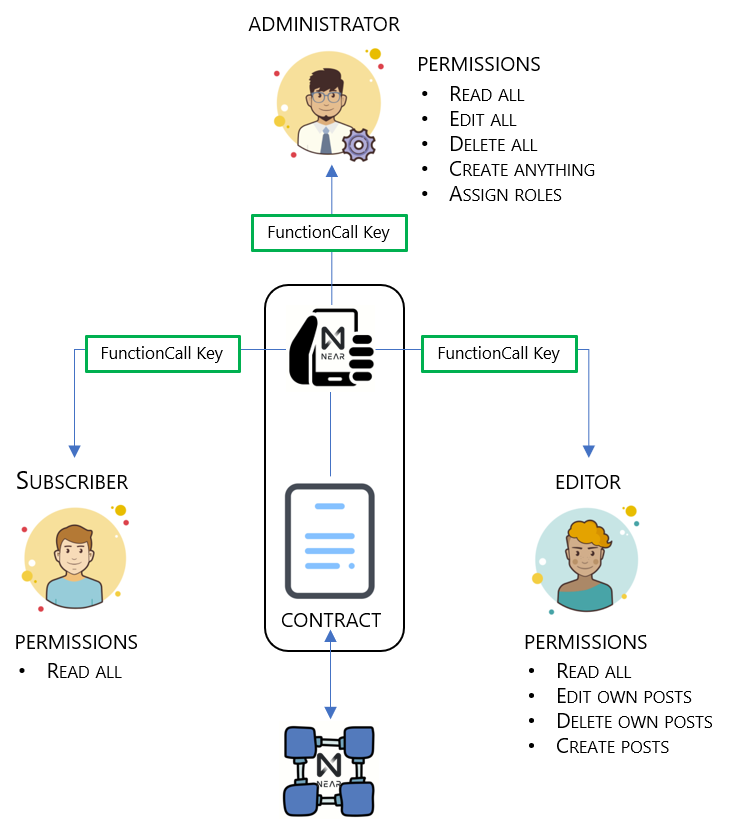 ADMINISTRATOR
PERMISSIONS
• READ ALL
• EDIT ALL
• DELETE ALL
• CREATE ANYTHING
• ASSIGN ROLES
FunctionCall Key
FunctionCall Key
NEAR
FunctionCall Key
SUBSCRIBER
EDITOR
CONTRACT
PERMISSIONS
• READ ALL
PERMISSIONS
• READ ALL
• EDIT OWN POSTS
• DELETE OWN POSTS
• CREATE POSTS
NEAR